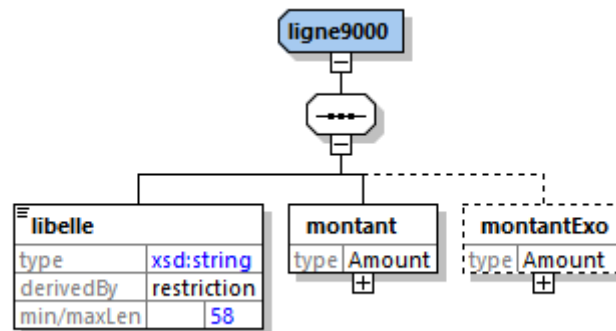 ligne9000
libelle
type xsd:string
derivedBy restriction
min/maxLen 58
montant
type Amount
montantExo
type Amount